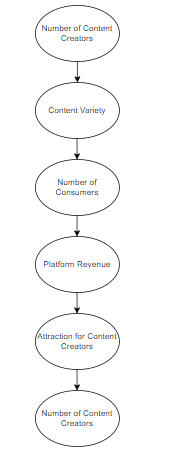 Number of Content
Creators
Content Variety
Number of
Consumers
Platform Revenue
Attraction for Content
Creators
Number of Content
Creators